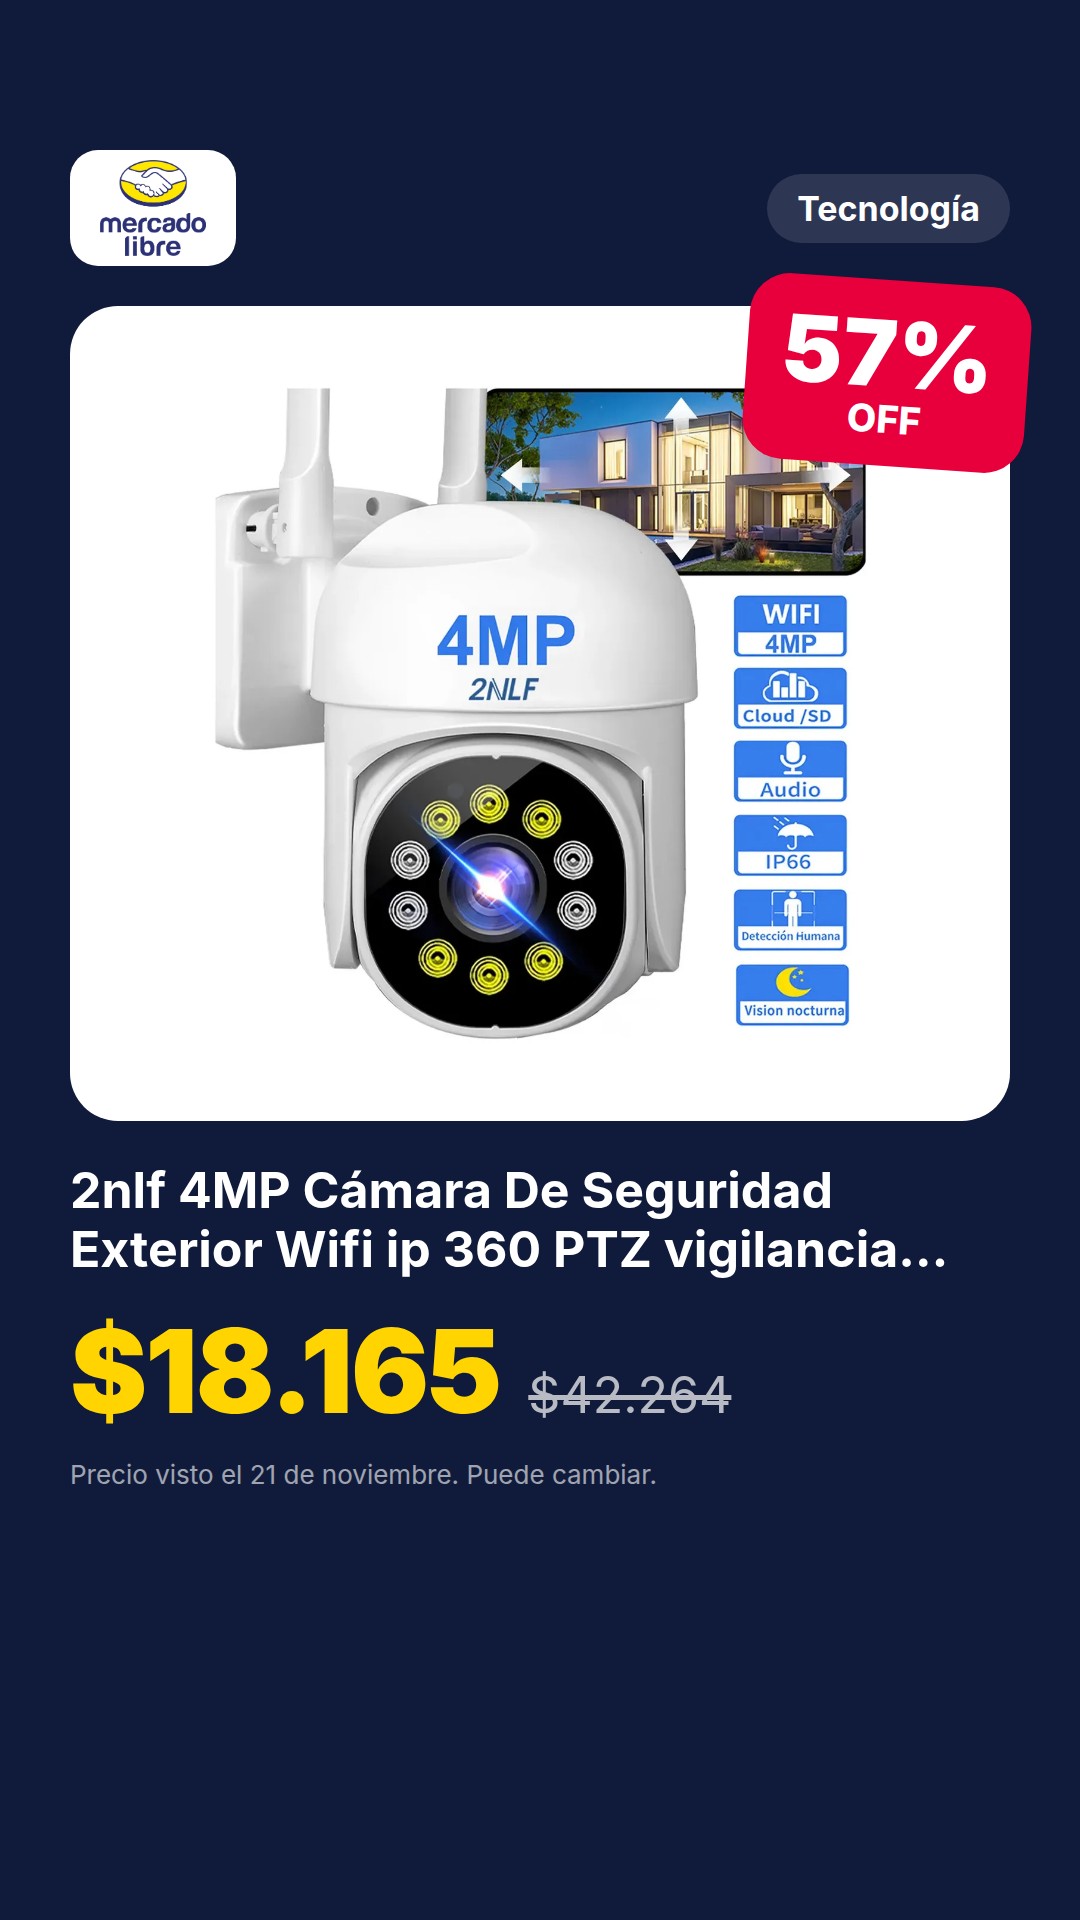 mercado
libre
Tecnología
57%
OFF
4MP
2NLF
WIFI
4MP
Cloud /SD
Audio
IP66
Detección Humana
Vision nocturna
2nlf 4MP Cámara De Seguridad
Exterior Wifi ip 360 PTZ vigilancia...
$18.165 $42.264
Precio visto el 21 de noviembre. Puede cambiar.